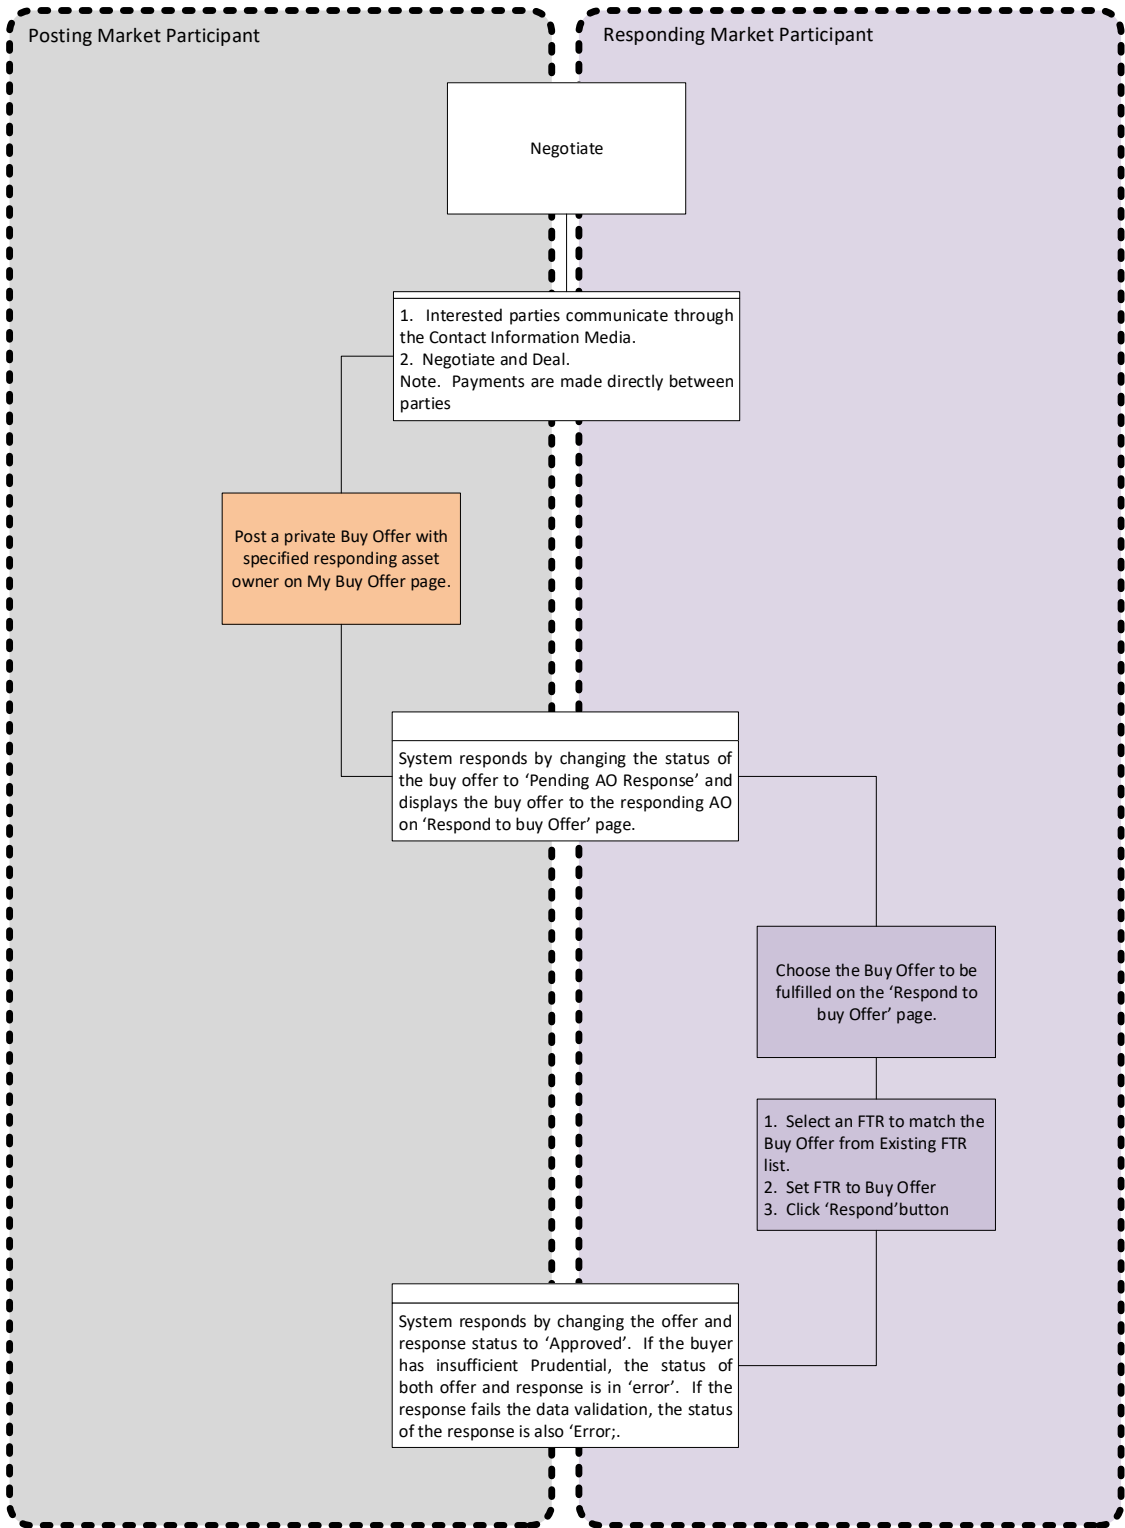 Posting Market Participant
Responding Market Participant
Negotiate
1.  Interested parties communicate through
the Contact Information Media.
2.  Negotiate and Deal.
Note.  Payments are made directly between
parties
Post a private Buy Offer with
specified responding asset
owner on My Buy Offer page.
System responds by changing the status of
the buy offer to ‘Pending AO Response’ and
displays the buy offer to the responding AO
on ‘Respond to buy Offer’ page.
Choose the Buy Offer to be
fulfilled on the ‘Respond to
buy Offer’ page.
1.  Select an FTR to match the
Buy Offer from Existing FTR
list.
2.  Set FTR to Buy Offer
3.  Click ‘Respond’button
System responds by changing the offer and
response status to ‘Approved’.  If the buyer
has insufficient Prudential, the status of
both offer and response is in ‘error’.  If the
response fails the data validation, the status
of the response is also ‘Error;.